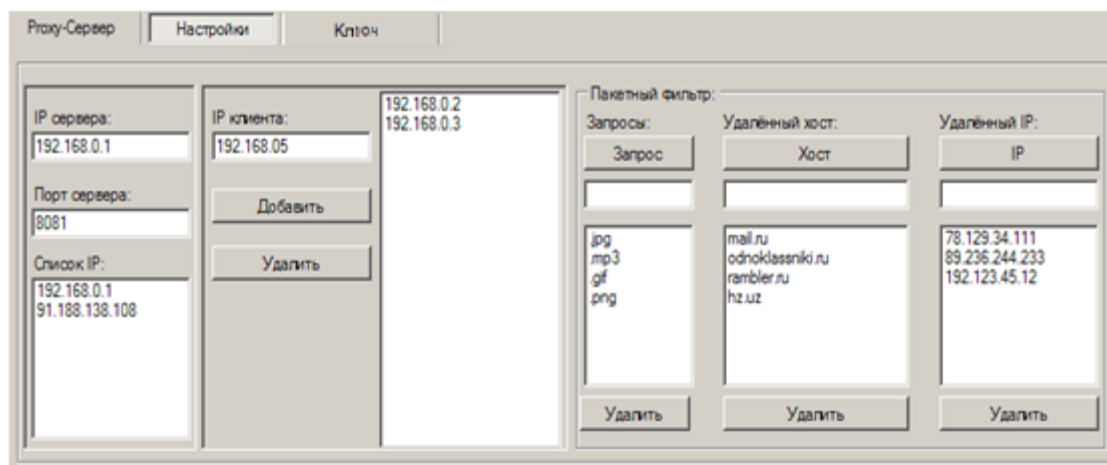 Proxy-Сервер
Настройки
Ключ
IP сервера:
192.168.0.1
Порт сервера:
8081
Список IP:
192.168.0.1
91.188.138.108
IP клиента:
192.168.05
Добавить
Удалить
192.168.0.2
192.168.0.3
Пакетный фильтр:
Запросы:
Запрос
.jpg
.mp3
.gif
.png
Удалить
Удалённый хост:
Хост
mail.ru
odnoklassniki.ru
rambler.ru
hz.uz
Удалить
Удалённый IP:
IP
78.129.34.111
89.236.244.233
192.123.45.12
Удалить